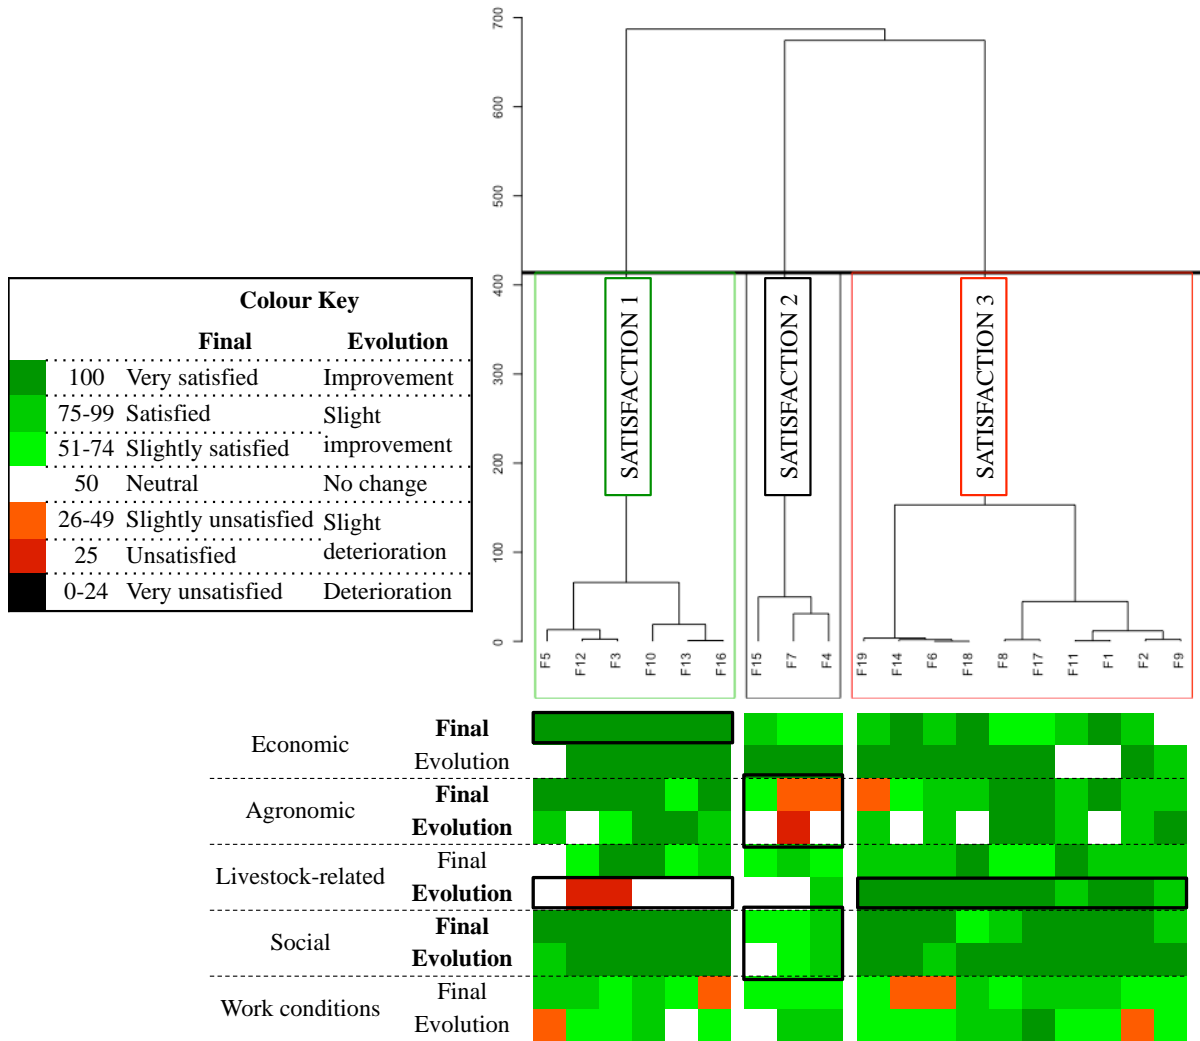 700
600
500
400
300
200
100
0
SATISFACTION 1
SATISFACTION 2
SATISFACTION 3
Colour Key
Final Evolution
100 Very satisfied Improvement
75-99 Satisfied Slight
51-74 Slightly satisfied improvement
50 Neutral No change
26-49 Slightly unsatisfied Slight
25 Unsatisfied deterioration
0-24 Very unsatisfied Deterioration
F5 F12 F3 F10 F13 F16 F15 F7 F4 F19 F14 F6 F18 F8 F17 F11 F1 F2 F9
Economic
Final
Evolution
Agronomic
Final
Evolution
Livestock-related
Final
Evolution
Social
Final
Evolution
Work conditions
Final
Evolution